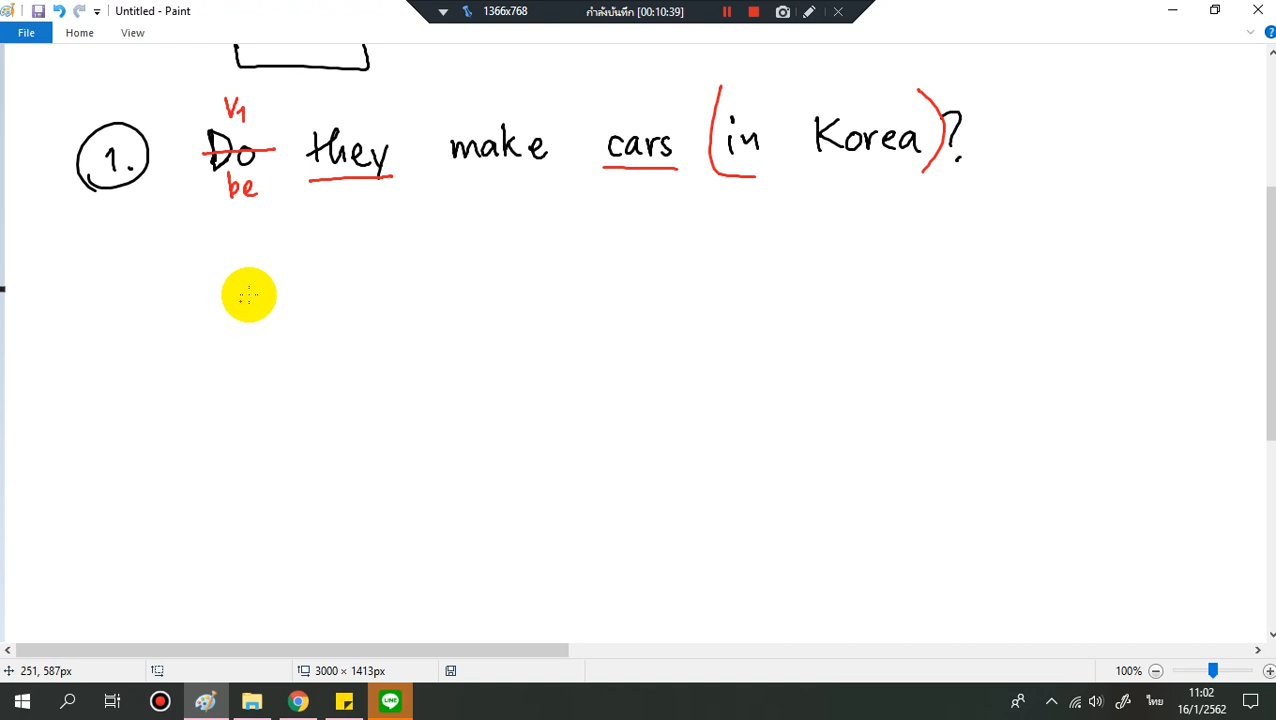 Untitled - Paint
1366x768
กำลังบันทึก [00:10:39]
File
Home
View
V1
1. Do they make cars (in Korea)?
be
251, 587px
3000 × 1413px
100%
LINE
ไทย
11:02
16/1/2562